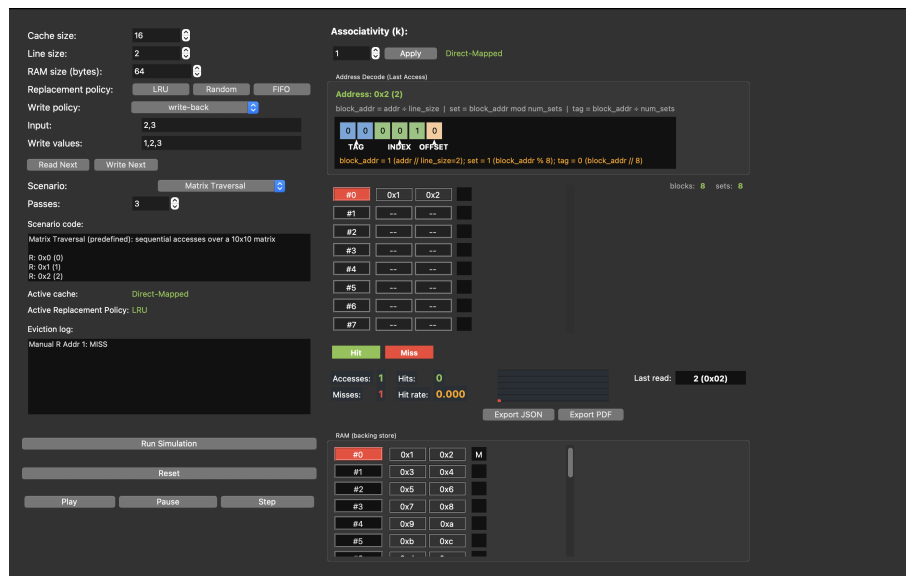 Cache size: 16
Line size: 2
RAM size (bytes): 64
Replacement policy: LRU Random FIFO
Write policy: write-back
Input: 2,3
Write values: 1,2,3
Read Next Write Next
Scenario: Matrix Traversal
Passes: 3
Scenario code:
Matrix Traversal (predefined): sequential accesses over a 10x10 matrix
R: 0x0 (0)
R: 0x1 (1)
R: 0x2 (2)
Active cache: Direct-Mapped
Active Replacement Policy: LRU
Eviction log:
Manual R Addr 1: MISS
Run Simulation
Reset
Play Pause Step
Associativity (k):
1 Apply Direct-Mapped
Address Decode (Last Access)
Address: 0x2 (2)
block_addr = addr ÷ line_size | set = block_addr mod num_sets | tag = block_addr ÷ num_sets
0 0 0 0 1 0
TAG INDEX OFFSET
block_addr = 1 (addr // line_size=2); set = 1 (block_addr % 8); tag = 0 (block_addr // 8)
blocks: 8 sets: 8
#0 0x1 0x2
#1 -- --
#2 -- --
#3 -- --
#4 -- --
#5 -- --
#6 -- --
#7 -- --
Hit Miss
Accesses: 1 Hits: 0
Misses: 1 Hit rate: 0.000
Last read: 2 (0x02)
Export JSON Export PDF
RAM (backing store)
#0 0x1 0x2 M
#1 0x3 0x4
#2 0x5 0x6
#3 0x7 0x8
#4 0x9 0xa
#5 0xb 0xc